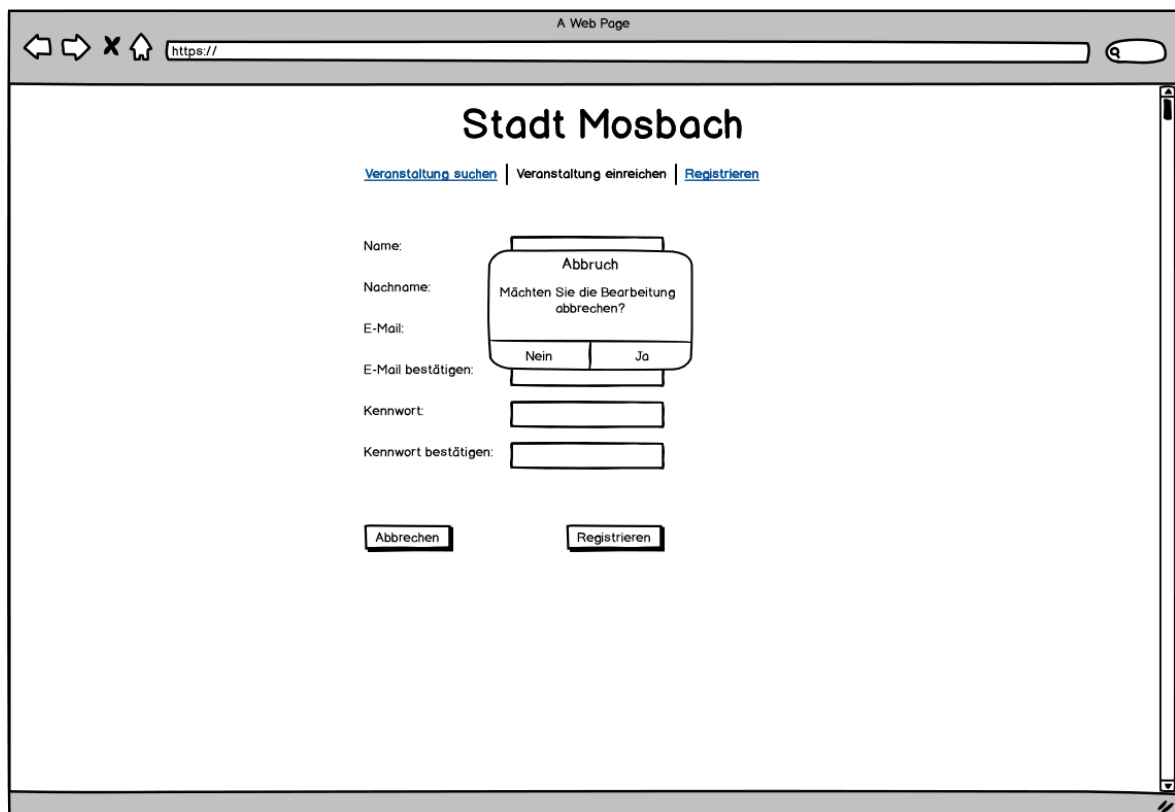 A Web Page
https://
Stadt Mosbach
Veranstaltung suchen | Veranstaltung einreichen | Registrieren
Name:
Abbruch
Nachname:
Mächten Sie die Bearbeitung
abbrechen?
E-Mail:
Nein Ja
E-Mail bestätigen:
Kennwort:
Kennwort bestätigen:
Abbrechen Registrieren